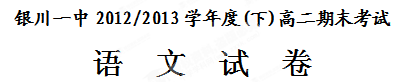 银川一中 2012/2013 学年度(下)高二期末考试
语 文 试 卷